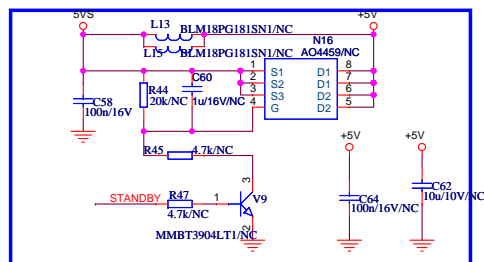 5VS
L13
BLM18PG181SN1/NC
+5V
L15
BLM18PG181SN1/NC
N16
AO4459/NC
1 S1 D1 8
2 S2 D1 7
3 S3 D2 6
4 G D2 5
R44
20k/NC
C60
1u/16V/NC
C58
100n/16V
R45
4.7k/NC
+5V
+5V
3
STANDBY
R47
4.7k/NC
1
V9
2
MMBT3904LT1/NC
C64
100n/16V/NC
C62
10u/10V/NC